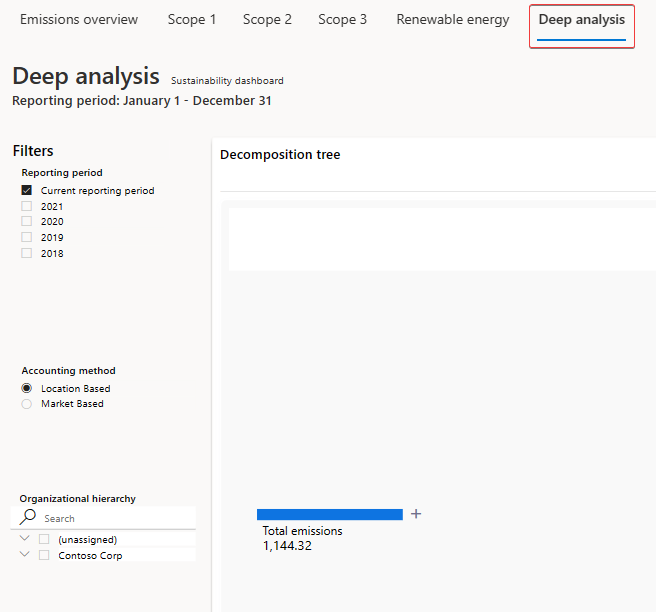 Emissions overview Scope 1 Scope 2 Scope 3 Renewable energy Deep analysis
Deep analysis Sustainability dashboard
Reporting period: January 1 - December 31
Filters
Reporting period
Current reporting period
2021
2020
2019
2018
Accounting method
Location Based
Market Based
Organizational hierarchy
Search
(unassigned)
Contoso Corp
Decomposition tree
Total emissions
1,144.32